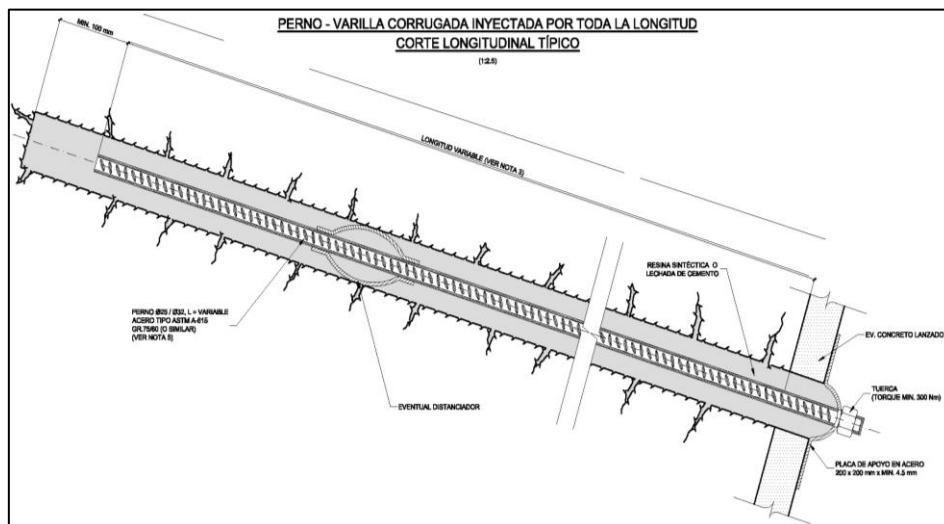 PERNO - VARILLA CORRUGADA INYECTADA POR TODA LA LONGITUD
CORTE LONGITUDINAL TÍPICO
(1:2.5)
MIN. 100 mm
LONGITUD VARIABLE (VER NOTA 3)
RESINA SINTÉCTICA O
LECHADA DE CEMENTO
PERNO Ø25 / Ø32, L = VARIABLE
ACERO TIPO ASTM A-615
GR.75/60 (O SIMILAR)
(VER NOTA 5)
EV. CONCRETO LANZADO
TUERCA
(TORQUE MIN. 300 Nm)
EVENTUAL DISTANCIADOR
PLACA DE APOYO EN ACERO
200 x 200 mm x MIN. 4.5 mm